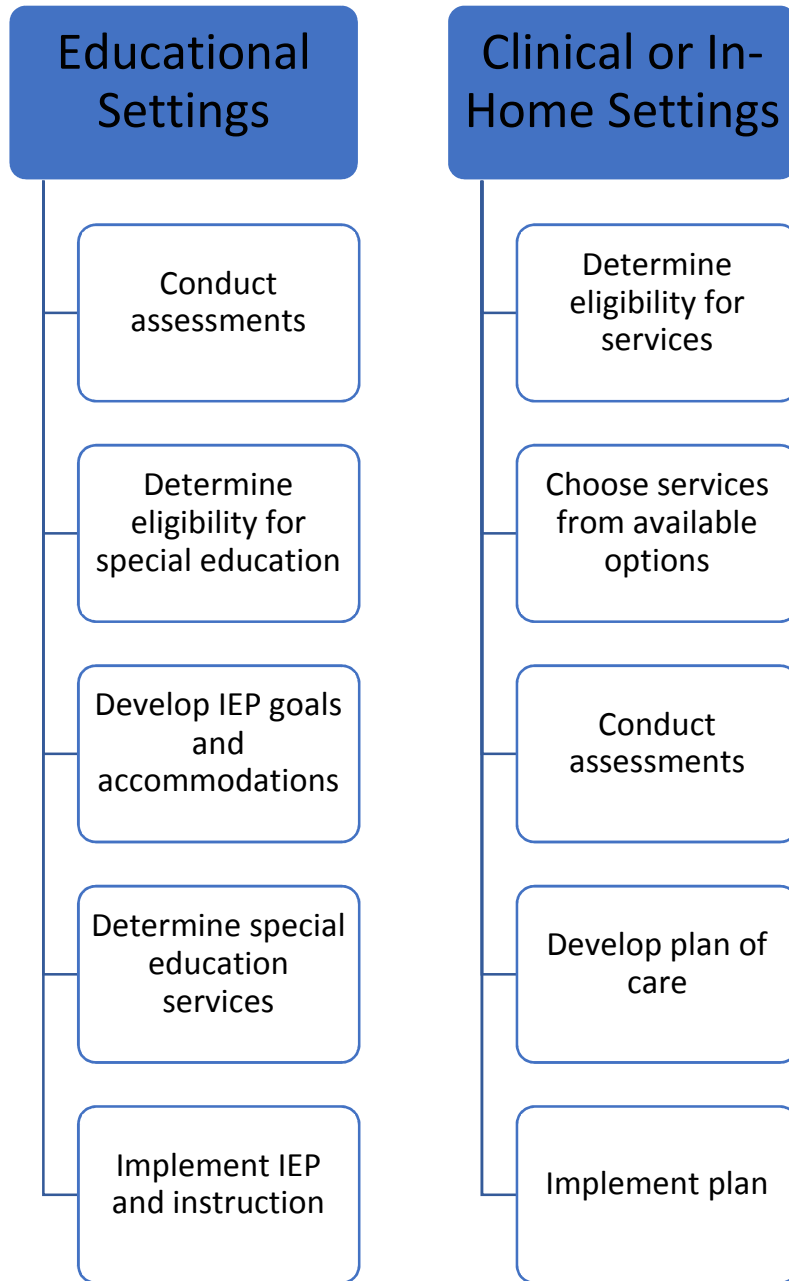 Educational
Settings
Conduct
assessments
Determine
eligibility for
special education
Develop IEP goals
and
accommodations
Determine special
education
services
Implement IEP
and instruction
Clinical or In-
Home Settings
Determine
eligibility for
services
Choose services
from available
options
Conduct
assessments
Develop plan of
care
Implement plan